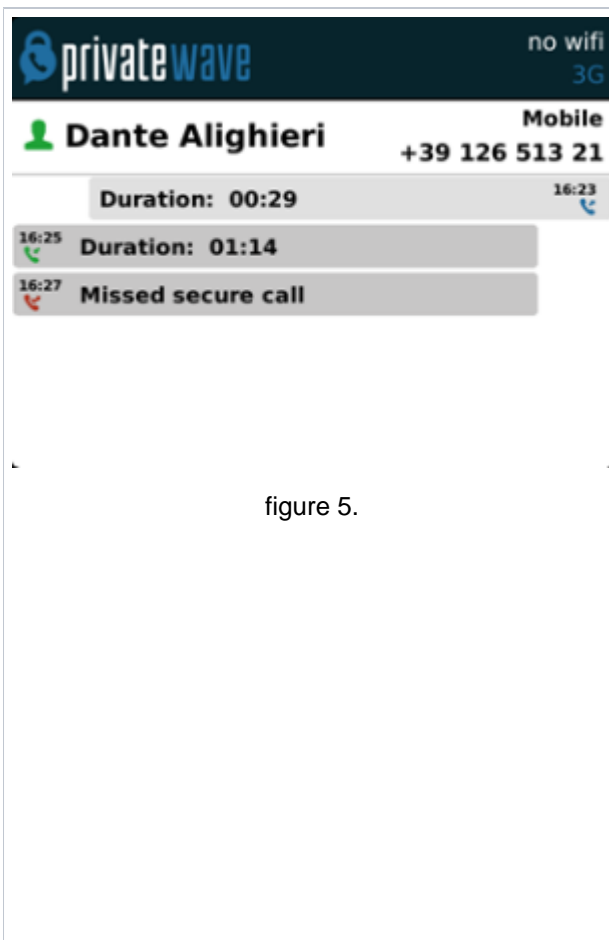 privatewave
no wifi
3G
Dante Alighieri
Mobile
+39 126 513 21
Duration: 00:29
16:23
16:25
Duration: 01:14
16:27
Missed secure call
figure 5.